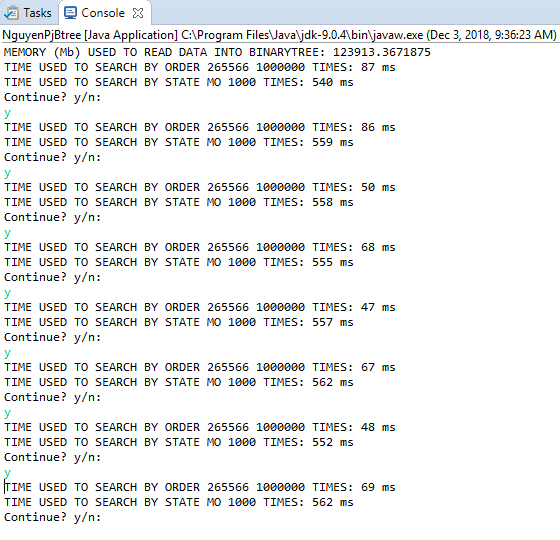 Tasks Console
NguyenPjBtree [Java Application] C:\Program Files\Java\jdk-9.0.4\bin\javaw.exe (Dec 3, 2018, 9:36:23 AM)
MEMORY (Mb) USED TO READ DATA INTO BINARYTREE: 123913.3671875
TIME USED TO SEARCH BY ORDER 265566 1000000 TIMES: 87 ms
TIME USED TO SEARCH BY STATE MO 1000 TIMES: 540 ms
Continue? y/n:
y
TIME USED TO SEARCH BY ORDER 265566 1000000 TIMES: 86 ms
TIME USED TO SEARCH BY STATE MO 1000 TIMES: 559 ms
Continue? y/n:
y
TIME USED TO SEARCH BY ORDER 265566 1000000 TIMES: 50 ms
TIME USED TO SEARCH BY STATE MO 1000 TIMES: 558 ms
Continue? y/n:
y
TIME USED TO SEARCH BY ORDER 265566 1000000 TIMES: 68 ms
TIME USED TO SEARCH BY STATE MO 1000 TIMES: 555 ms
Continue? y/n:
y
TIME USED TO SEARCH BY ORDER 265566 1000000 TIMES: 47 ms
TIME USED TO SEARCH BY STATE MO 1000 TIMES: 557 ms
Continue? y/n:
y
TIME USED TO SEARCH BY ORDER 265566 1000000 TIMES: 67 ms
TIME USED TO SEARCH BY STATE MO 1000 TIMES: 562 ms
Continue? y/n:
y
TIME USED TO SEARCH BY ORDER 265566 1000000 TIMES: 48 ms
TIME USED TO SEARCH BY STATE MO 1000 TIMES: 552 ms
Continue? y/n:
y
TIME USED TO SEARCH BY ORDER 265566 1000000 TIMES: 69 ms
TIME USED TO SEARCH BY STATE MO 1000 TIMES: 562 ms
Continue? y/n: